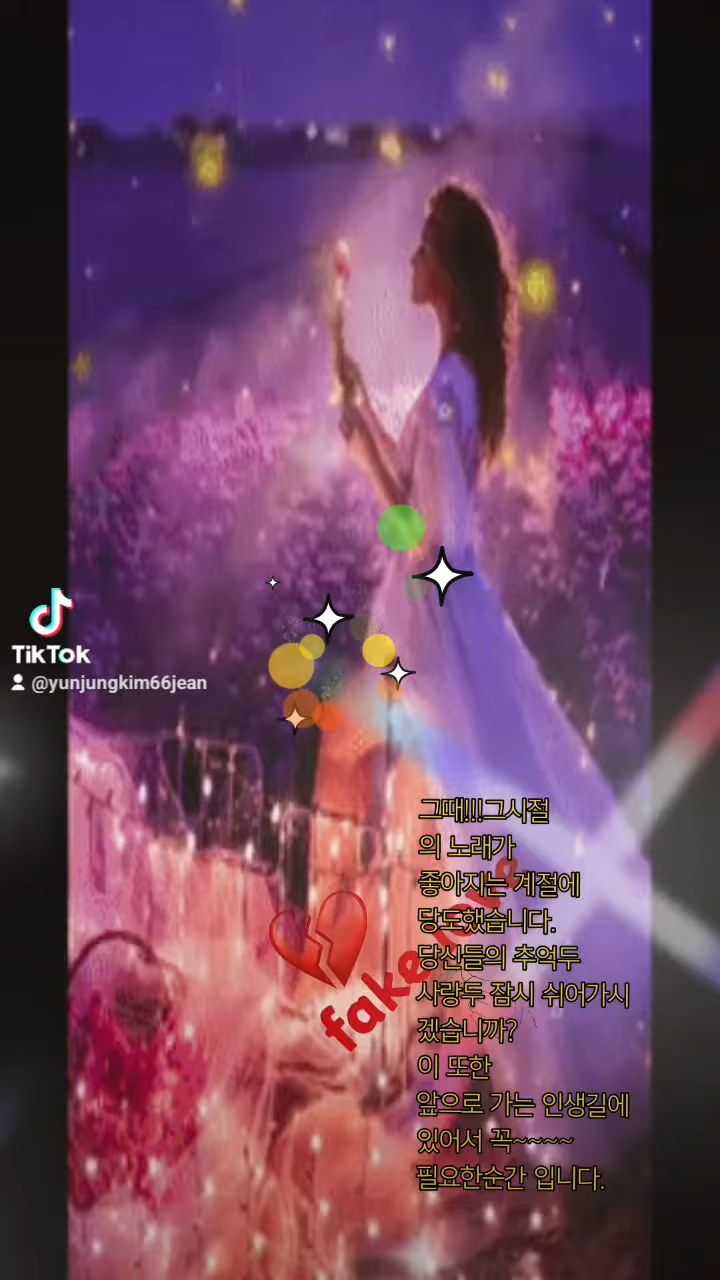 TikTok
@yunjungkim66jean
그때!!!그시절
의 노래가
좋아지는 계절에
당도했습니다.
당신들의 추억두
사랑두 잠시 쉬어가시
겠습니까?
이 또한
앞으로 가는 인생길에
있어서 꼭~~~~
필요한순간 입니다.
fake love